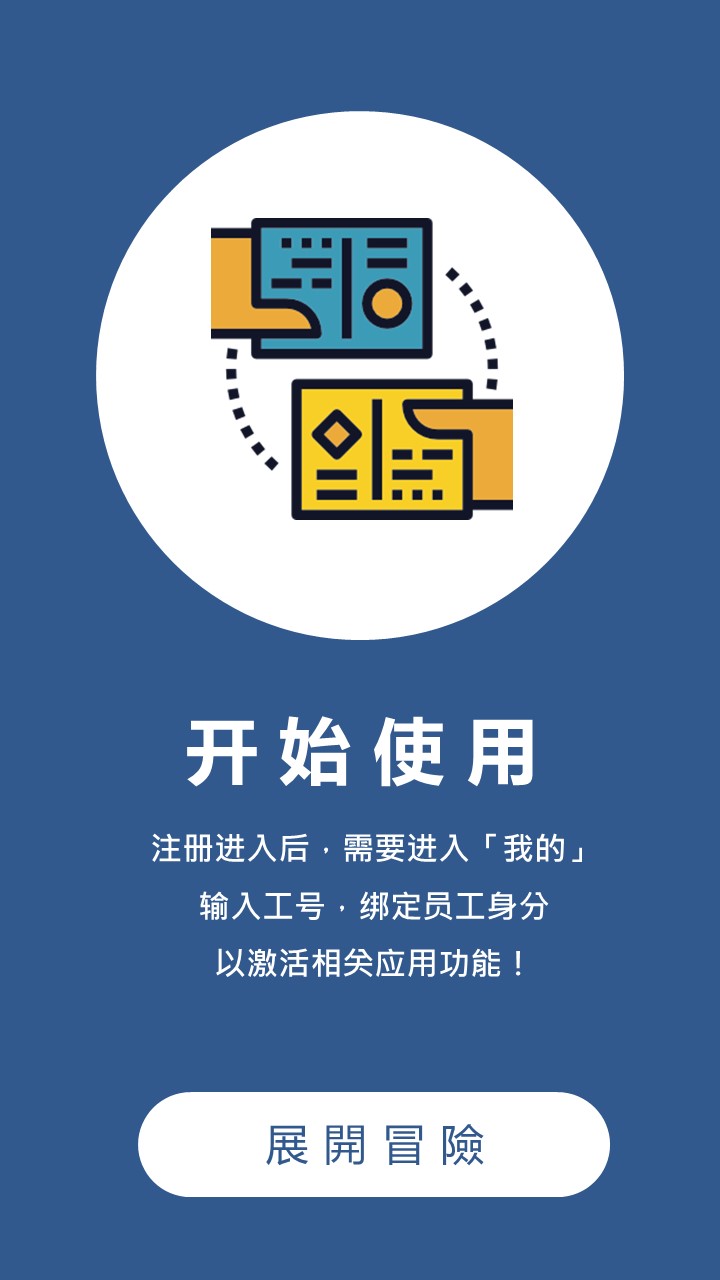 开始使用
注册进入后，需要进入「我的」
输入工号，绑定员工身分
以激活相关应用功能！
展開冒險